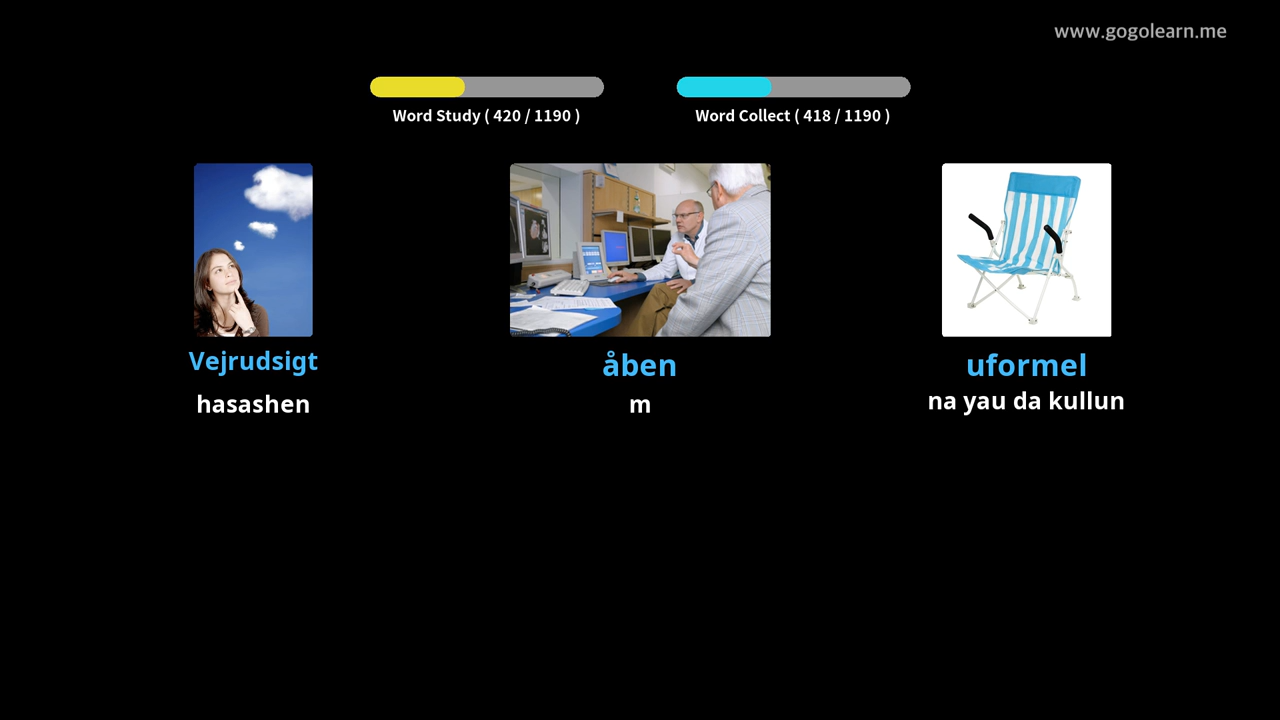 www.gogolearn.me
Word Study ( 420 / 1190 )
Word Collect ( 418 / 1190 )
Vejrudsigt
åben
uformel
hasashen
m
na yau da kullun